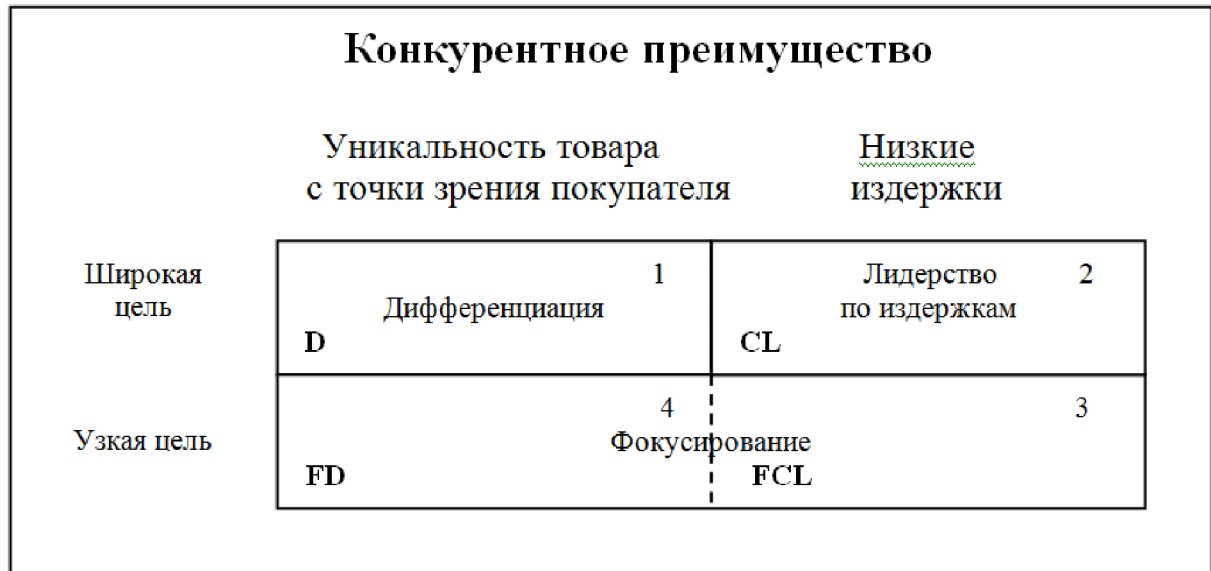 Конкурентное преимущество
Уникальность товара
с точки зрения покупателя
Низкие
издержки
Широкая
цель
1
Дифференциация
D
Лидерство
по издержкам
2
CL
Узкая цель
4
3
Фокусирование
FD
FCL